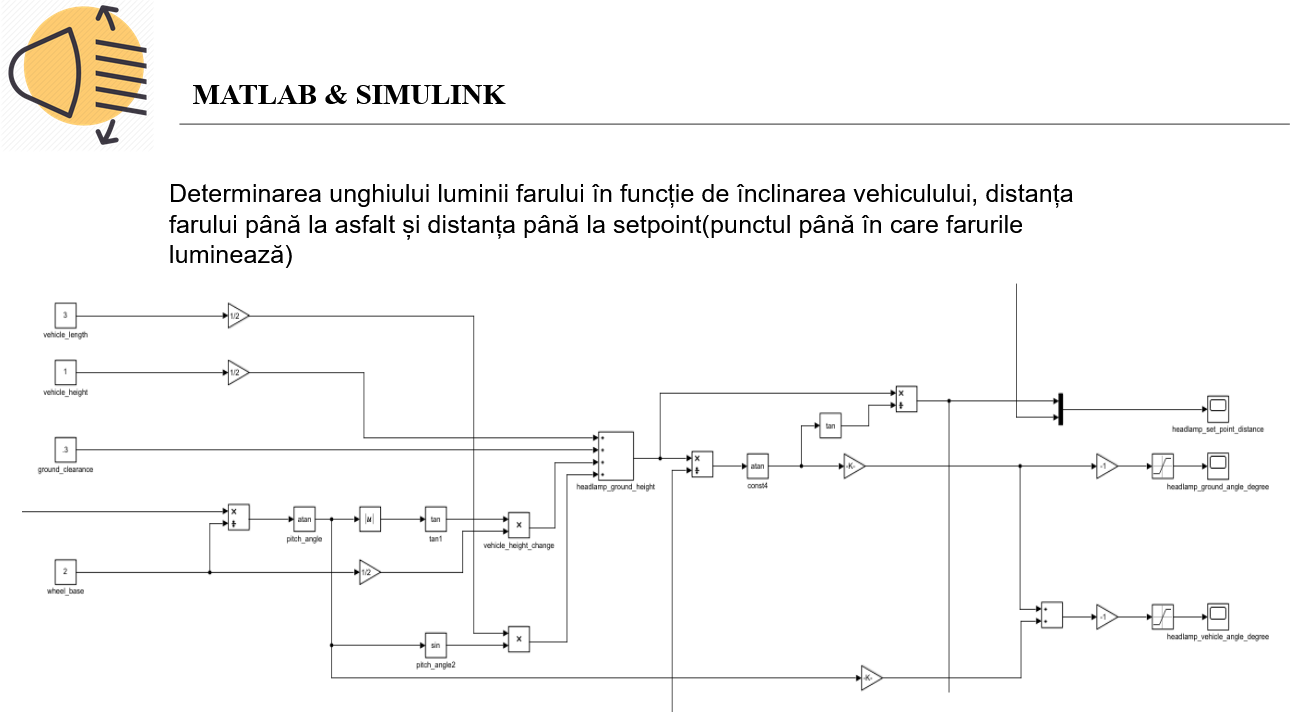 MATLAB & SIMULINK
Determinarea unghiului luminii farului în funcție de înclinarea vehiculului, distanța
farului până la asfalt și distanța până la setpoint(punctul până în care farurile
luminează)
3
vehicle_length
1/2
1
vehicle_height
1/2
.3
ground_clearance
2
wheel_base
× ÷
atan
pitch_angle
|u|
tan
tan1
1/2
×
vehicle_height_change
sin
pitch_angle2
×
+
+
+
+
headlamp_ground_height
× ÷
atan
const4
tan
× ÷
-K-
-K-
headlamp_set_point_distance
-1
headlamp_ground_angle_degree
+
+
-1
headlamp_vehicle_angle_degree